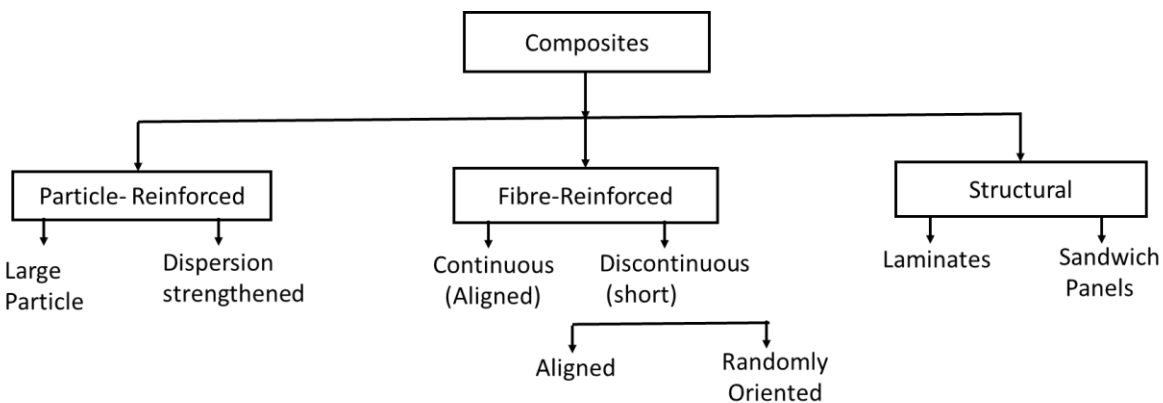 Composites
Particle- Reinforced
Fibre-Reinforced
Structural
Large
Particle
Dispersion
strengthened
Continuous
(Aligned)
Discontinuous
(short)
Laminates
Sandwich
Panels
Aligned
Randomly
Oriented